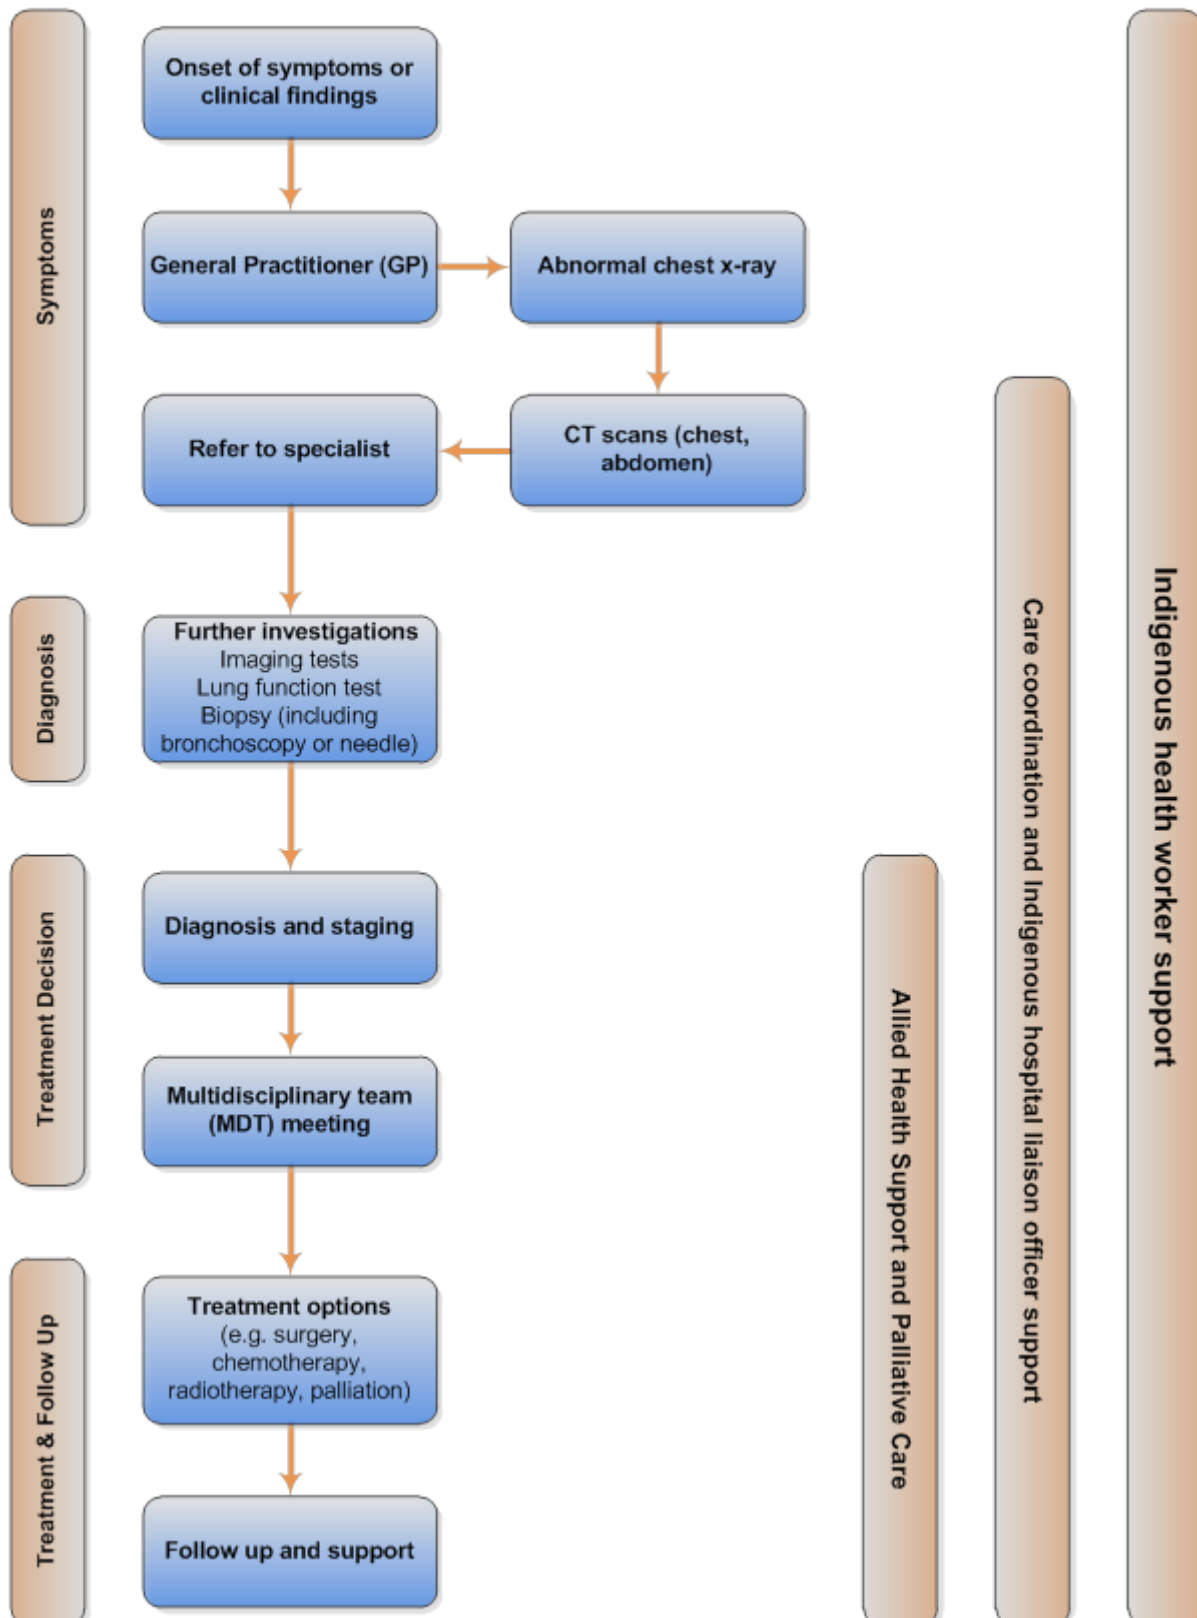 Symptoms
Onset of symptoms or
clinical findings
General Practitioner (GP)
Abnormal chest x-ray
Refer to specialist
CT scans (chest,
abdomen)
Diagnosis
Further investigations
Imaging tests
Lung function test
Biopsy (including
bronchoscopy or needle)
Treatment Decision
Diagnosis and staging
Multidisciplinary team
(MDT) meeting
Treatment & Follow Up
Treatment options
(e.g. surgery,
chemotherapy,
radiotherapy, palliation)
Follow up and support
Allied Health Support and Palliative Care
Care coordination and Indigenous hospital liaison officer support
Indigenous health worker support